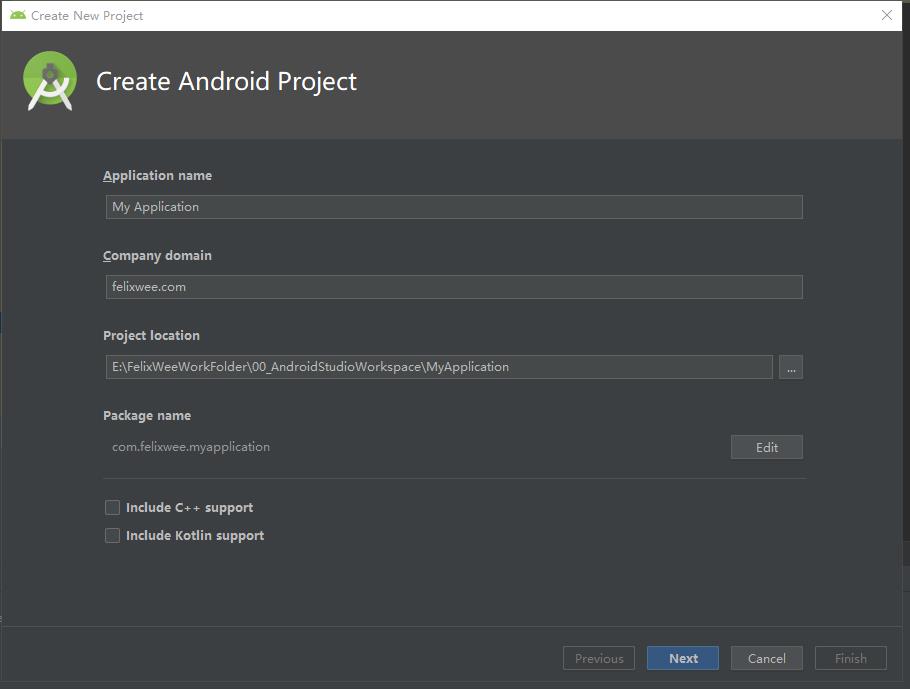 Create New Project
Create Android Project
Application name
My Application
Company domain
felixwee.com
Project location
E:\FelixWeeWorkFolder\00_AndroidStudioWorkspace\MyApplication
...
Package name
com.felixwee.myapplication
Edit
Include C++ support
Include Kotlin support
Previous Next Cancel Finish